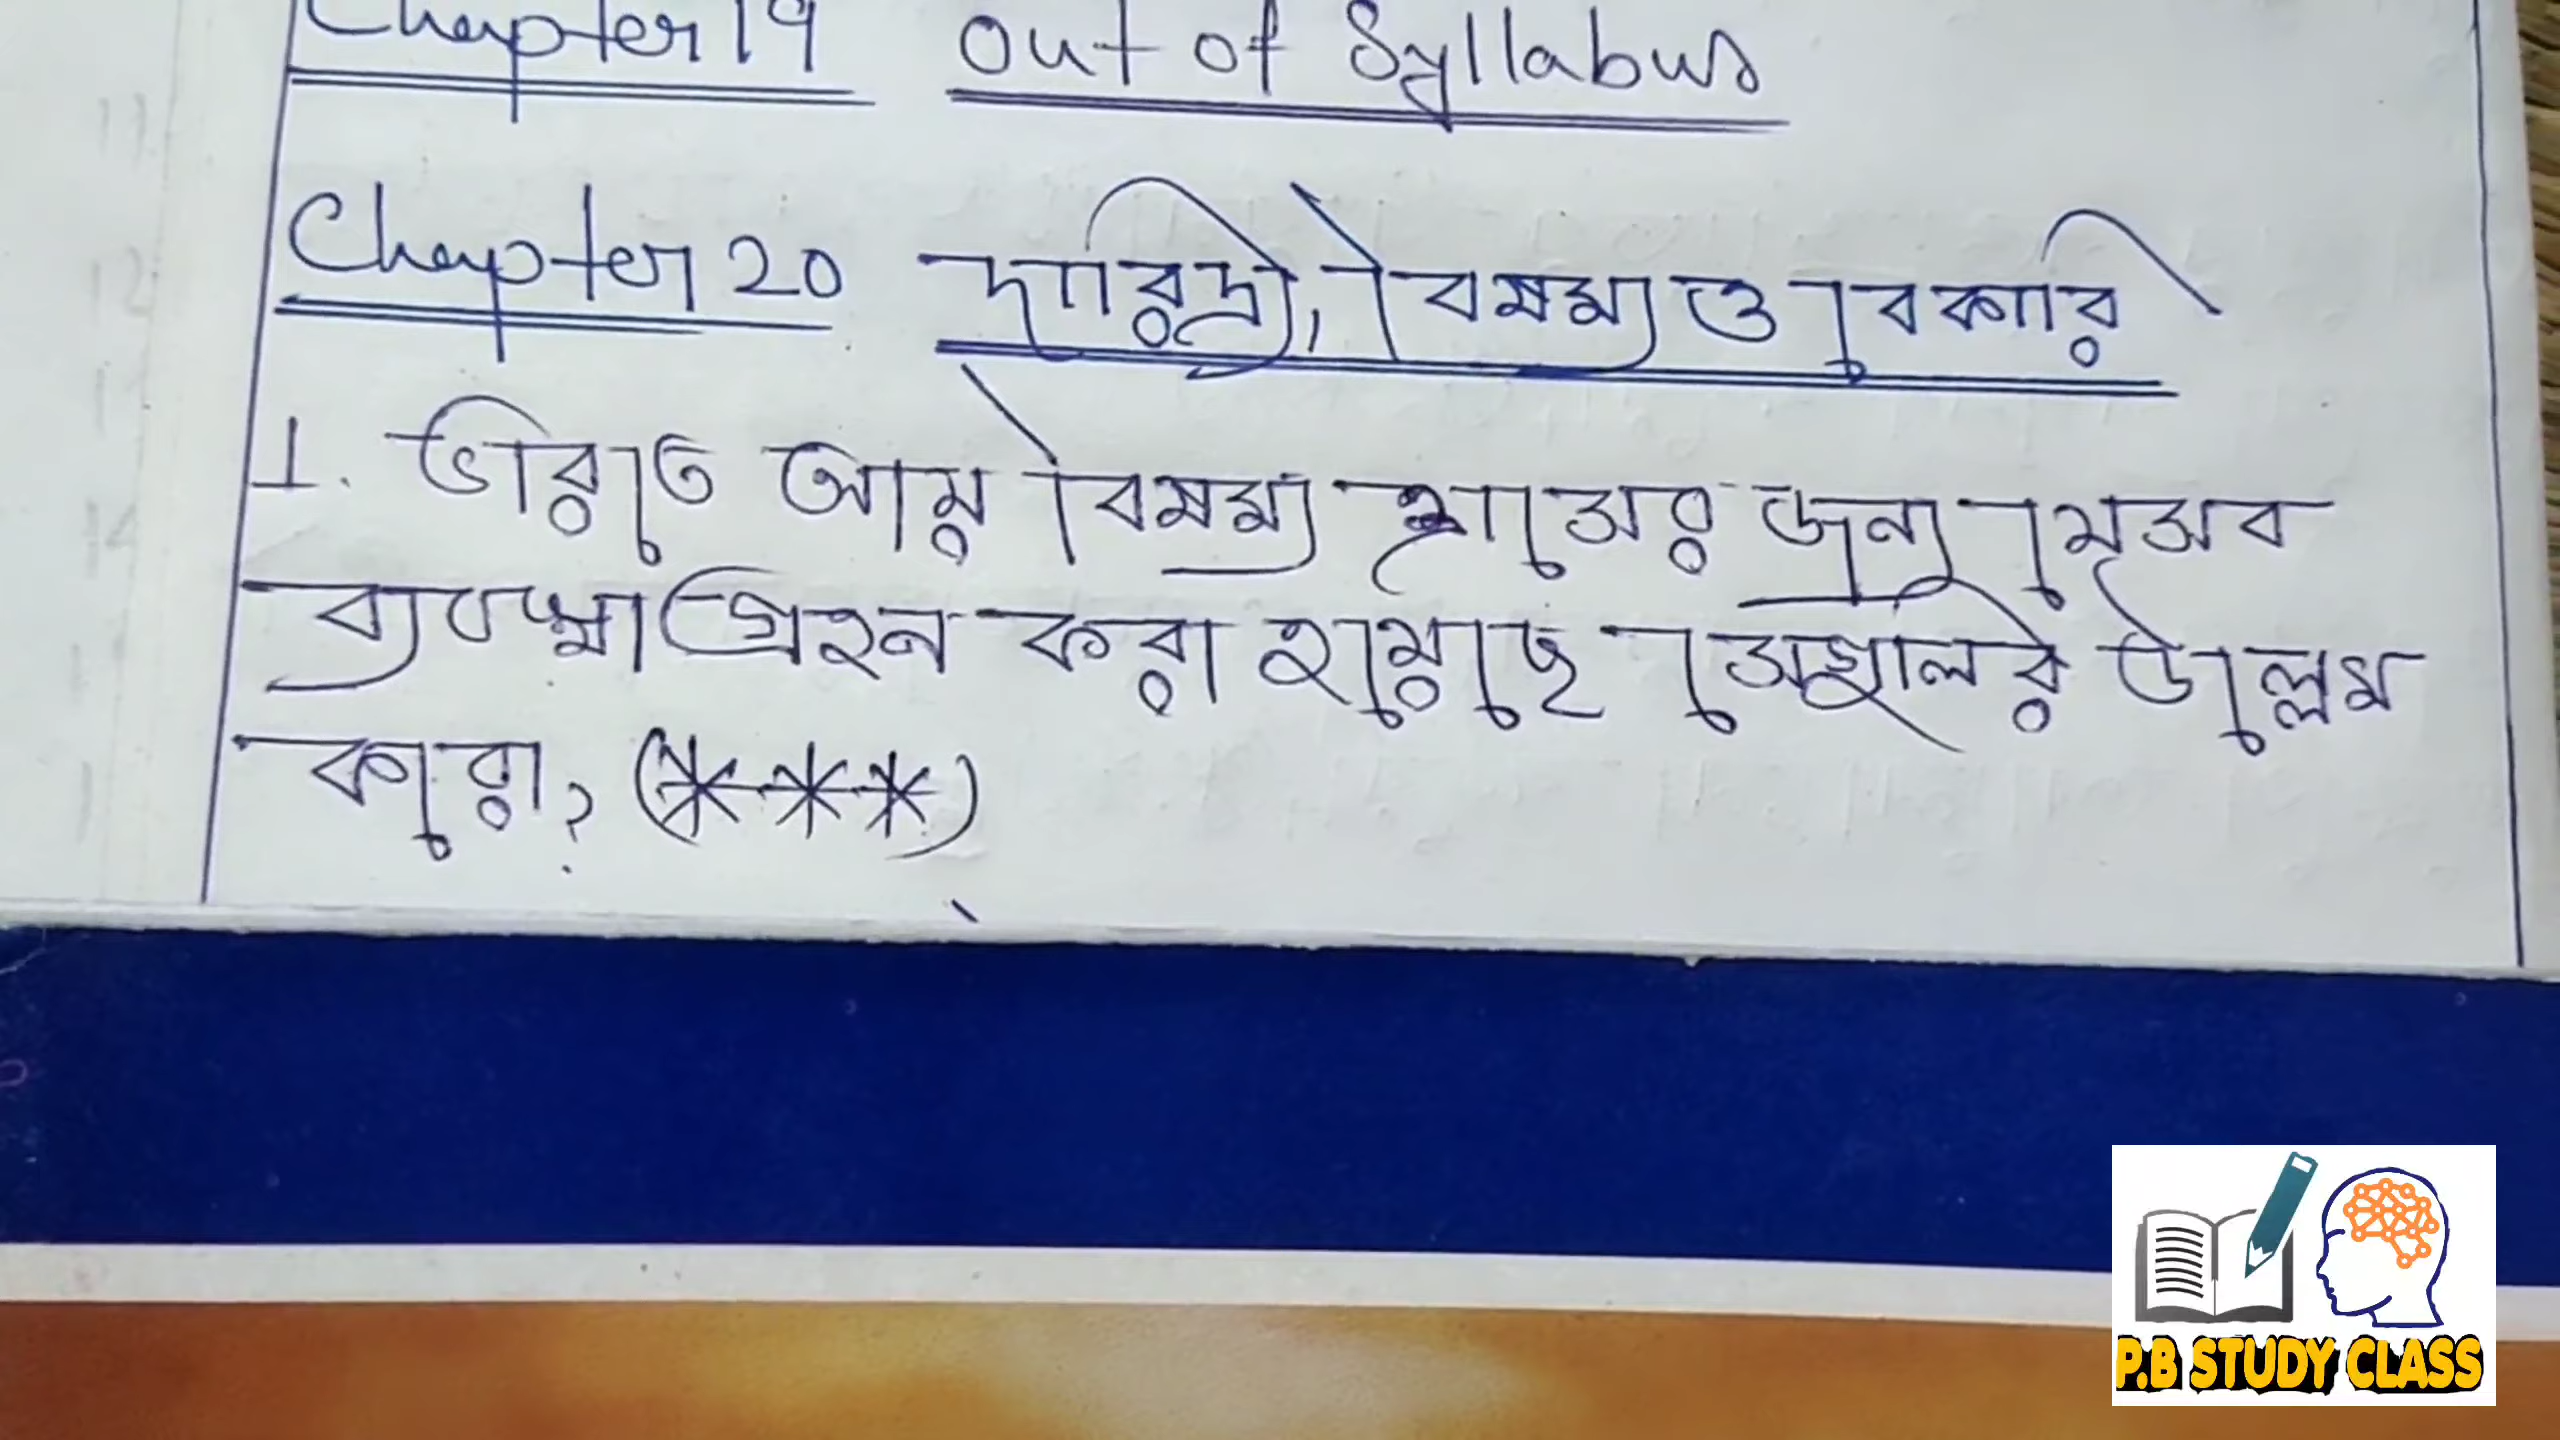 Chapter 19 Out of Syllabus
Chapter 20 দারিদ্র্য, বৈষম্য ও বেকারি
1. ভারতে আয় বৈষম্য হ্রাসের জন্য যেসব
ব্যবস্থা গ্রহন করা হয়েছে সেগুলির উল্লেখ
করো? (***)
P.B STUDY CLASS